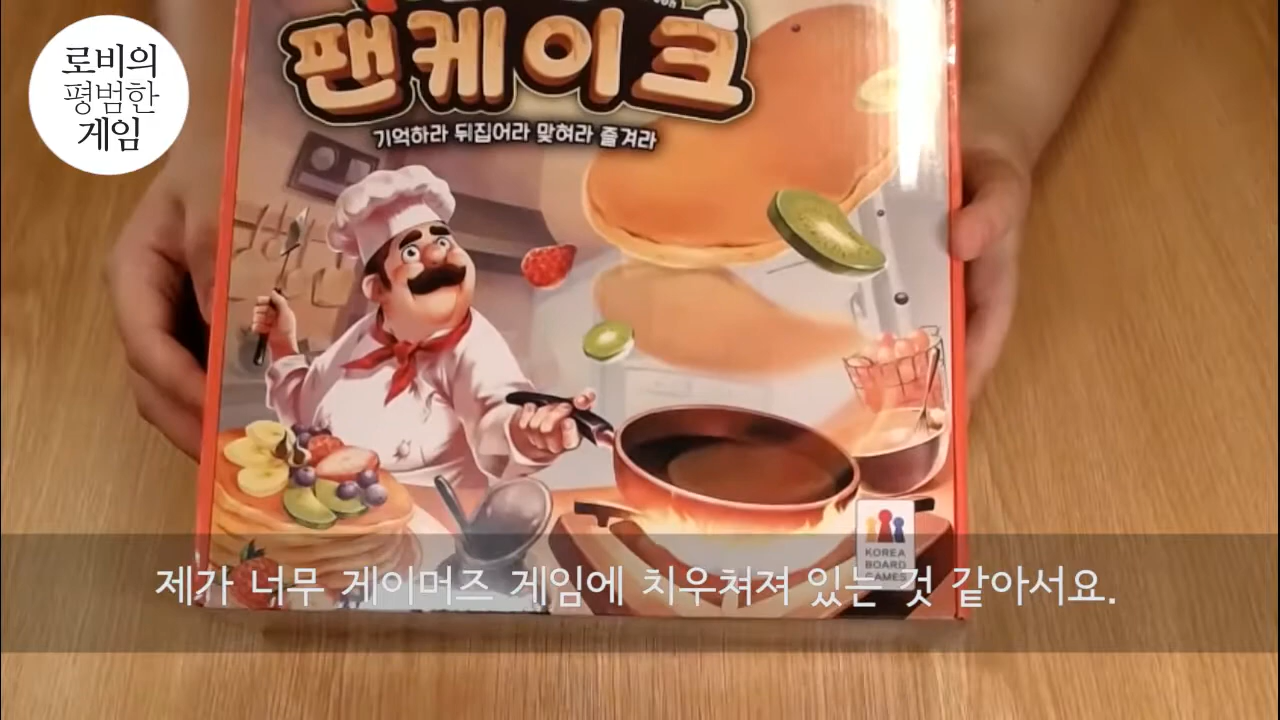 로비의
평범한
게임
팬케이크
기억하라 뒤집어라 맞혀라 즐겨라
KOREA
BOARD
GAMES
제가 너무 게이머즈 게임에 치우쳐져 있는 것 같아서요.